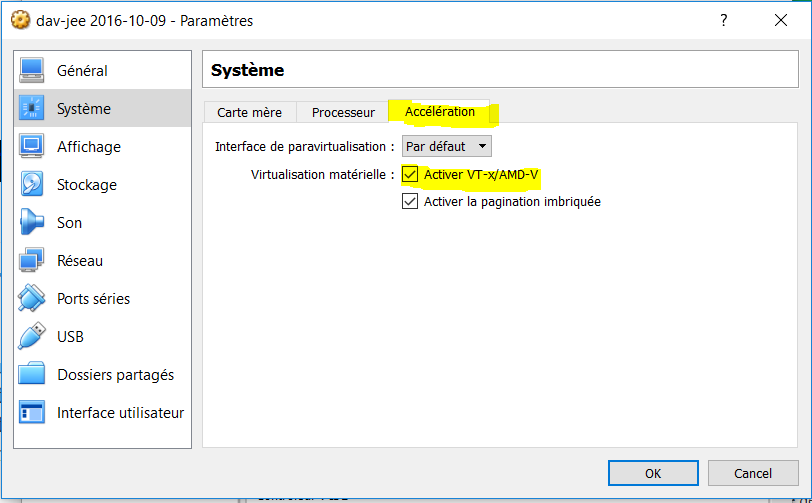 dav-jee 2016-10-09 - Paramètres
?
Général
Système
Affichage
Stockage
Son
Réseau
Ports séries
USB
Dossiers partagés
Interface utilisateur
Système
Carte mère Processeur Accélération
Interface de paravirtualisation : Par défaut
Virtualisation matérielle : Activer VT-x/AMD-V
Activer la pagination imbriquée
OK Cancel